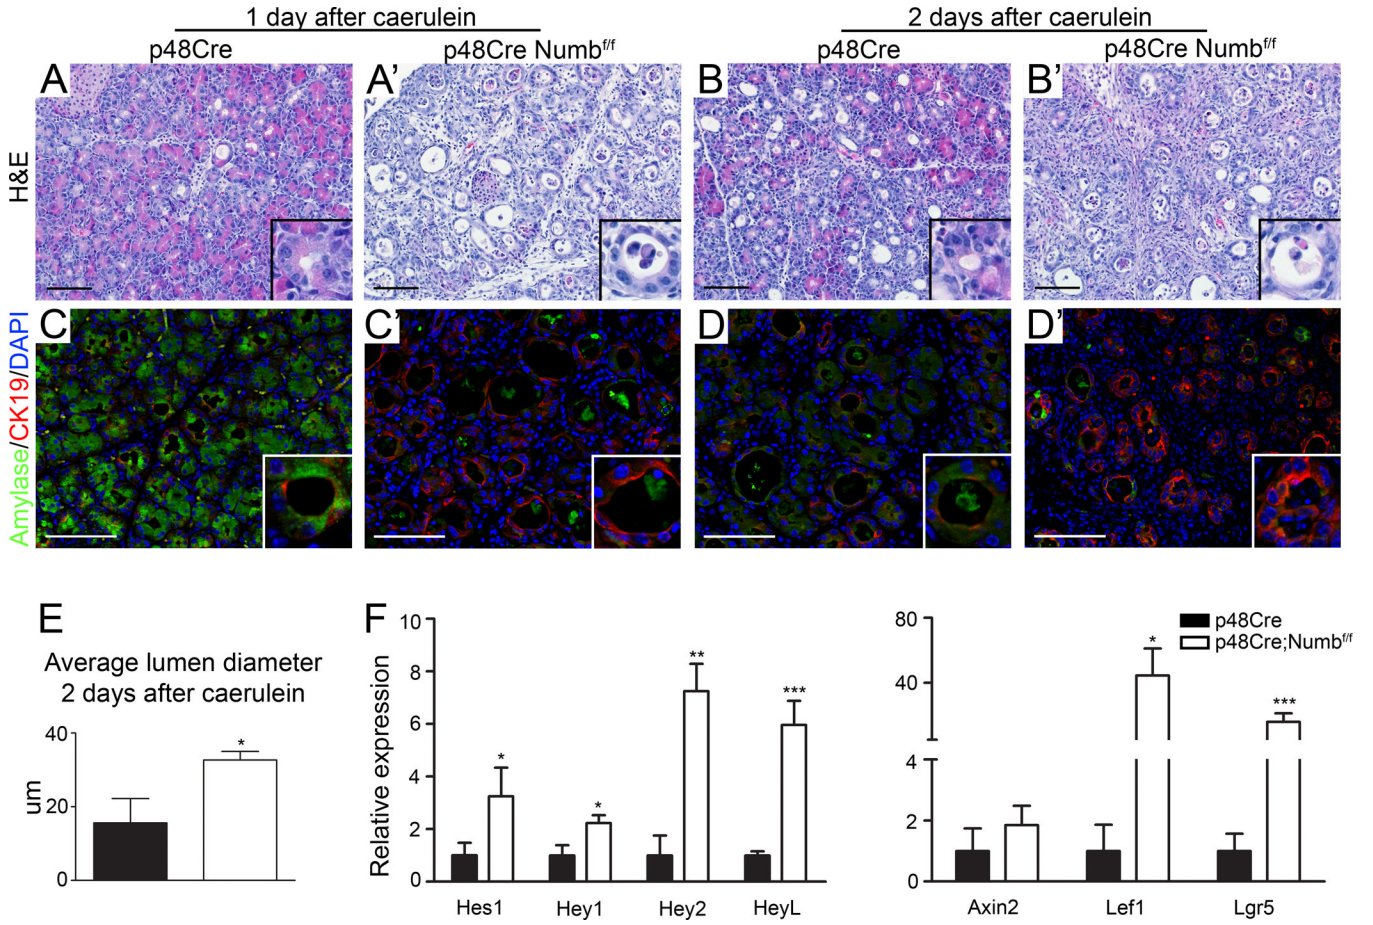 1 day after caerulein
2 days after caerulein
p48Cre
p48Cre Numbf/f
p48Cre
p48Cre Numbf/f
A
A'
B
B'
H&E
C
C'
D
D'
Amylase/CK19/DAPI
E
Average lumen diameter
2 days after caerulein
um
40
20
0
*
F
Relative expression
10
8
6
4
2
0
*
*
**
***
Hes1
Hey1
Hey2
HeyL
80
40
4
2
0
*
***
Axin2
Lef1
Lgr5
p48Cre
p48Cre;Numbf/f